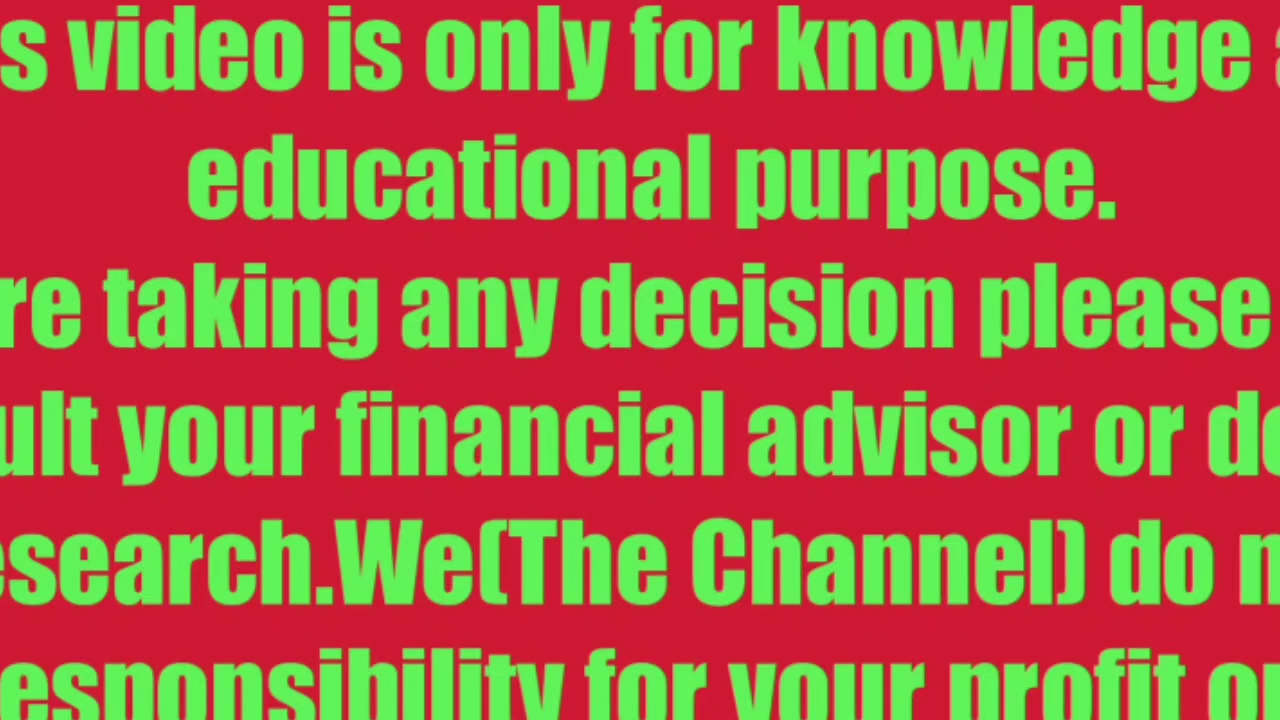 s video is only for knowledge
educational purpose.
re taking any decision please
ult your financial advisor or
esearch.We(The Channel) do
esponsibility for your profit or